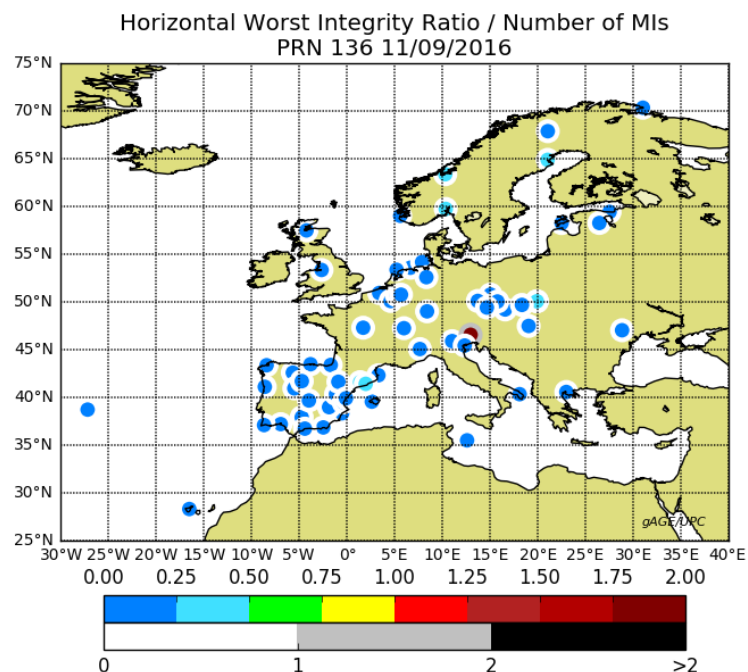 Horizontal Worst Integrity Ratio / Number of MIs
PRN 136 11/09/2016
75°N
70°N
65°N
60°N
55°N
50°N
45°N
40°N
35°N
30°N
25°N
gAGE/UPC
30°W 25°W 20°W 15°W 10°W 5°W 0° 5°E 10°E 15°E 20°E 25°E 30°E 35°E 40°E
0.00 0.25 0.50 0.75 1.00 1.25 1.50 1.75 2.00
0 1 2 >2